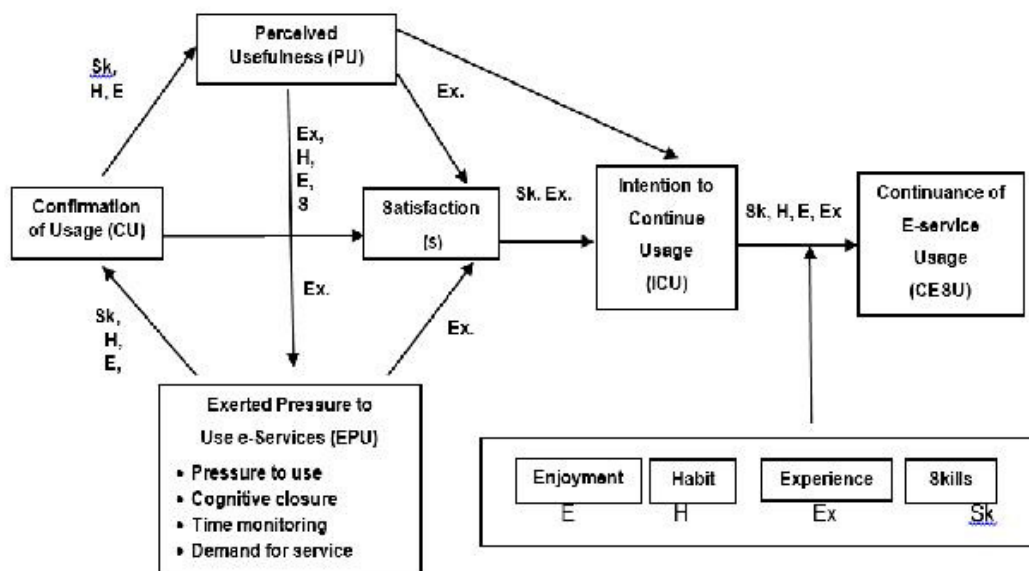 Perceived
Usefulness (PU)
Sk,
H, E
Ex.
Ex,
H,
E,
S
Confirmation
of Usage (CU)
Satisfaction
(s)
Sk. Ex.
Intention to
Continue
Usage
(ICU)
Sk, H, E, Ex
Continuance of
E-service
Usage
(CESU)
Ex.
Sk,
H,
E,
Ex.
Exerted Pressure to
Use e-Services (EPU)
• Pressure to use
• Cognitive closure
• Time monitoring
• Demand for service
Enjoyment Habit Experience Skills
E H Ex Sk